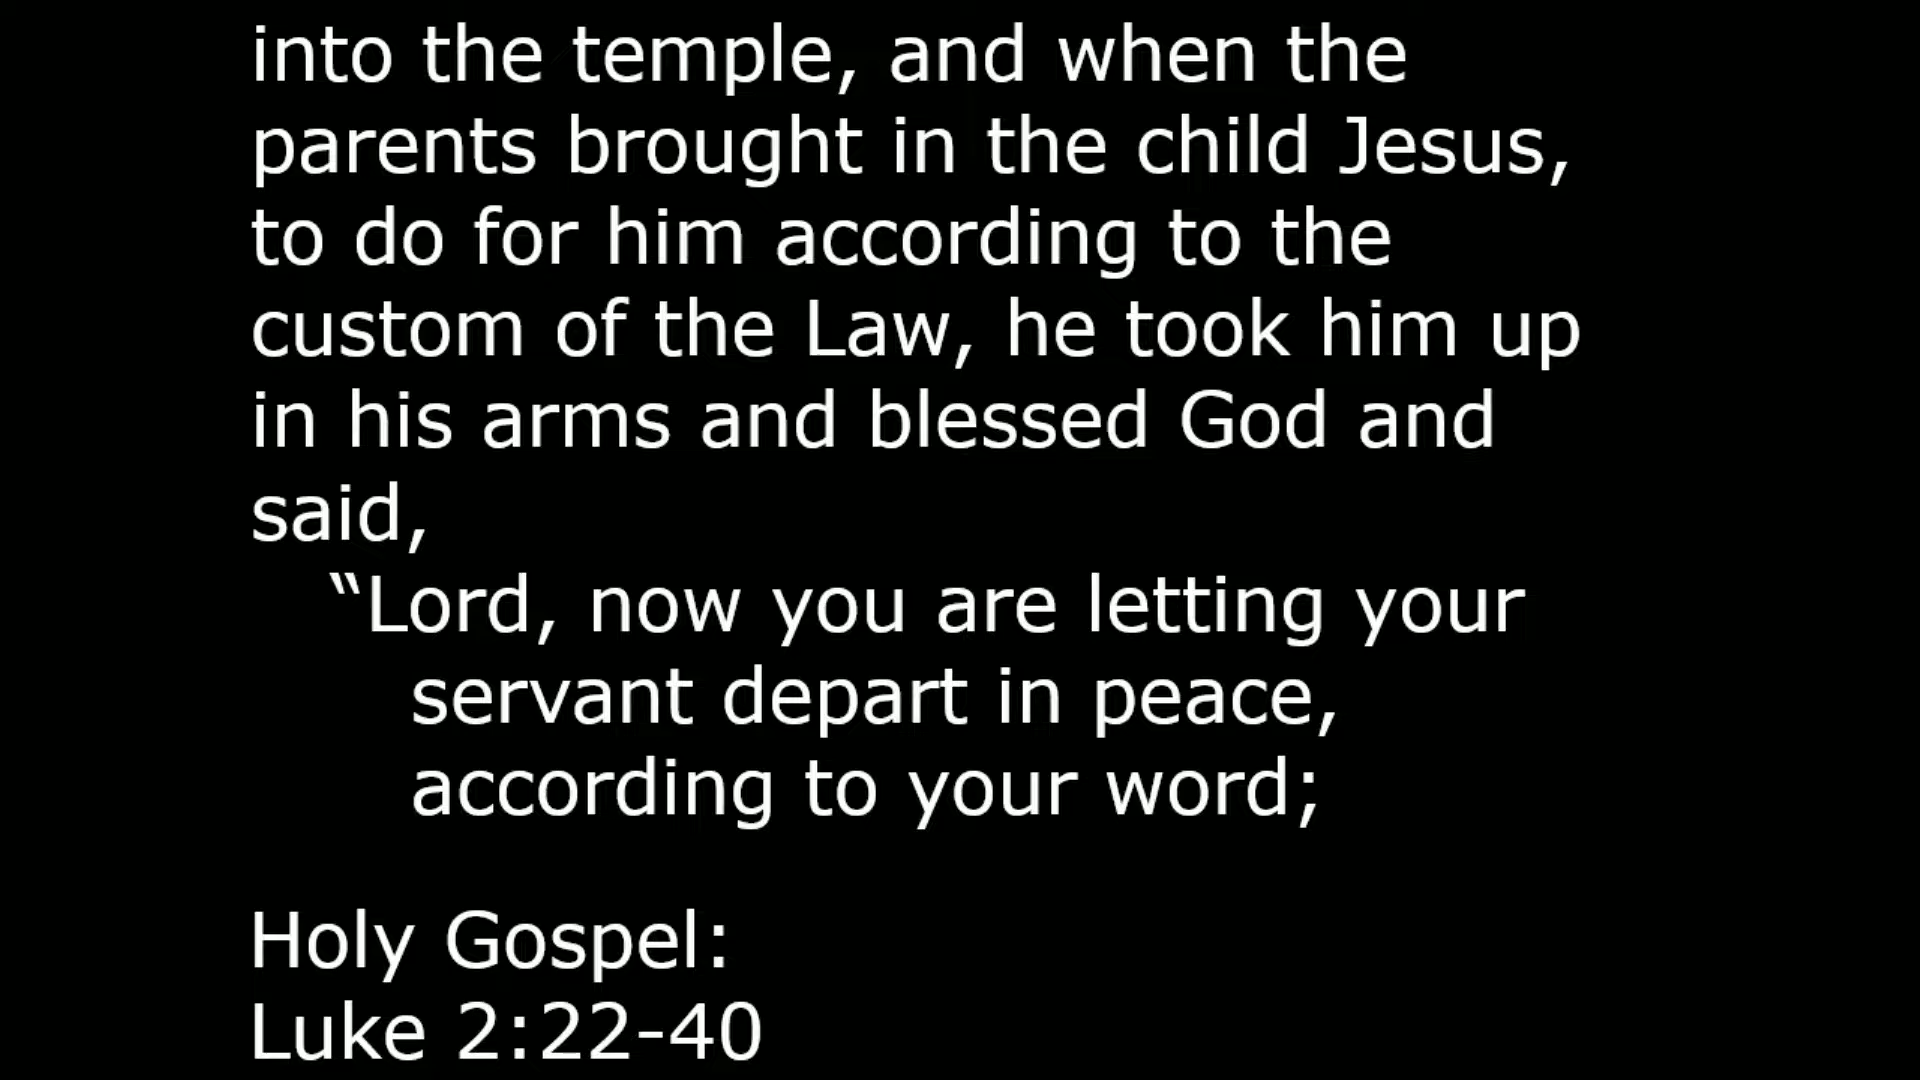 into the temple, and when the
parents brought in the child Jesus,
to do for him according to the
custom of the Law, he took him up
in his arms and blessed God and
said,
“Lord, now you are letting your
servant depart in peace,
according to your word;
Holy Gospel:
Luke 2:22-40